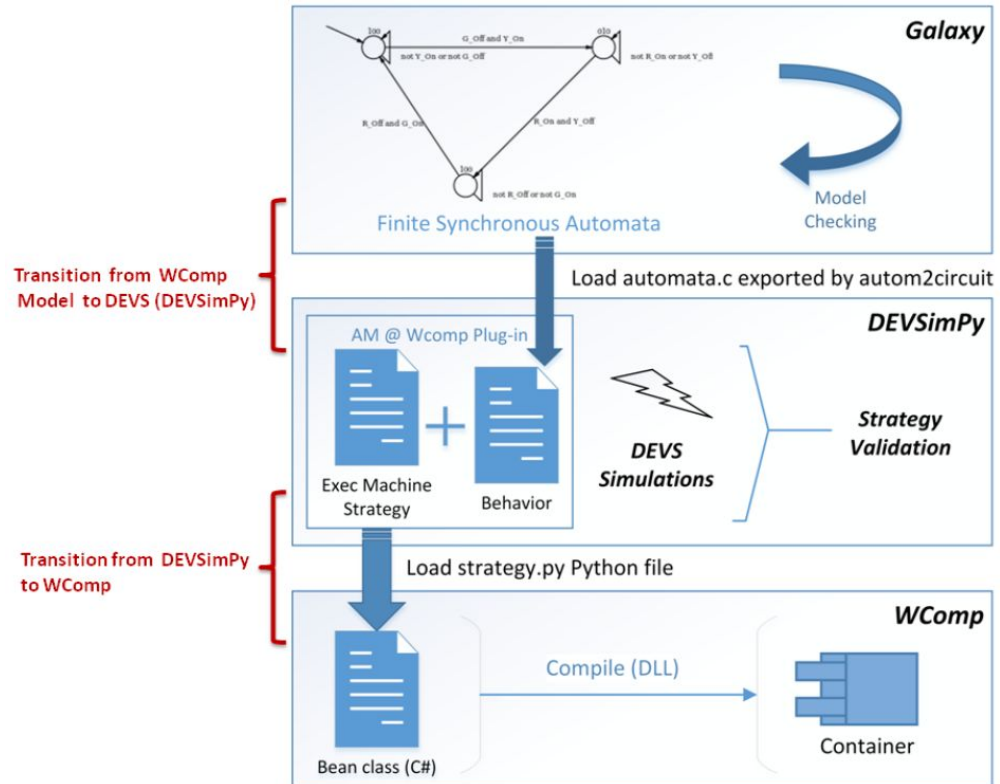 Galaxy
100
G_Off and Y_On
010
not Y_On or not G_Off
not R_On or not Y_Off
R_Off and G_On
R_On and Y_Off
100
not R_Off or not G_On
Model
Checking
Finite Synchronous Automata
Transition from WComp
Model to DEVS (DEVSimPy)
Load automata.c exported by autom2circuit
DEVSimPy
AM @ Wcomp Plug-in
+
Strategy
Validation
DEVS
Simulations
Exec Machine
Strategy
Behavior
Transition from DEVSimPy
to WComp
Load strategy.py Python file
WComp
Compile (DLL)
Container
Bean class (C#)